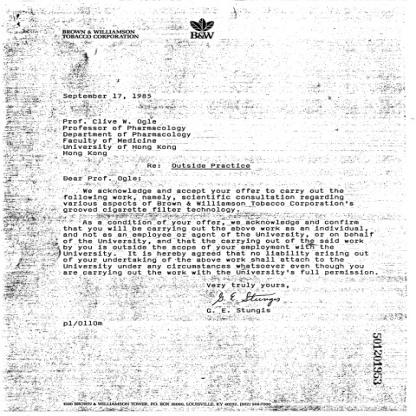 BROWN & WILLIAMSON
TOBACCO CORPORATION
B&W
September 17, 1985
Prof. Clive W. Ogle
Professor of Pharmacology
Department of Pharmacology
Faculty of Medicine
University of Hong Kong
Hong Kong
Re: Outside Practice
Dear Prof. Ogle:
We acknowledge and accept your offer to carry out the
following work, namely, scientific consultation regarding
various aspects of Brown & Williamson Tobacco Corporation's
grooved cigarette filter technology.
As a condition of your offer, we acknowledge and confirm
that you will be carrying out the above work as an individual,
and not as an employee or agent of the University, or on behalf
of the University, and that the carrying out of the said work
by you is outside the scope of your employment with the
University. It is hereby agreed that no liability arising out
of your undertaking of the above work shall attach to the
University under any circumstances whatsoever even though you
are carrying out the work with the University's full permission.
Very truly yours,
G. E. Stungis
G. E. Stungis
pl/0110m
501201953
1500 BROWN & WILLIAMSON TOWER, P.O. BOX 35090, LOUISVILLE, KY 40232, (502)